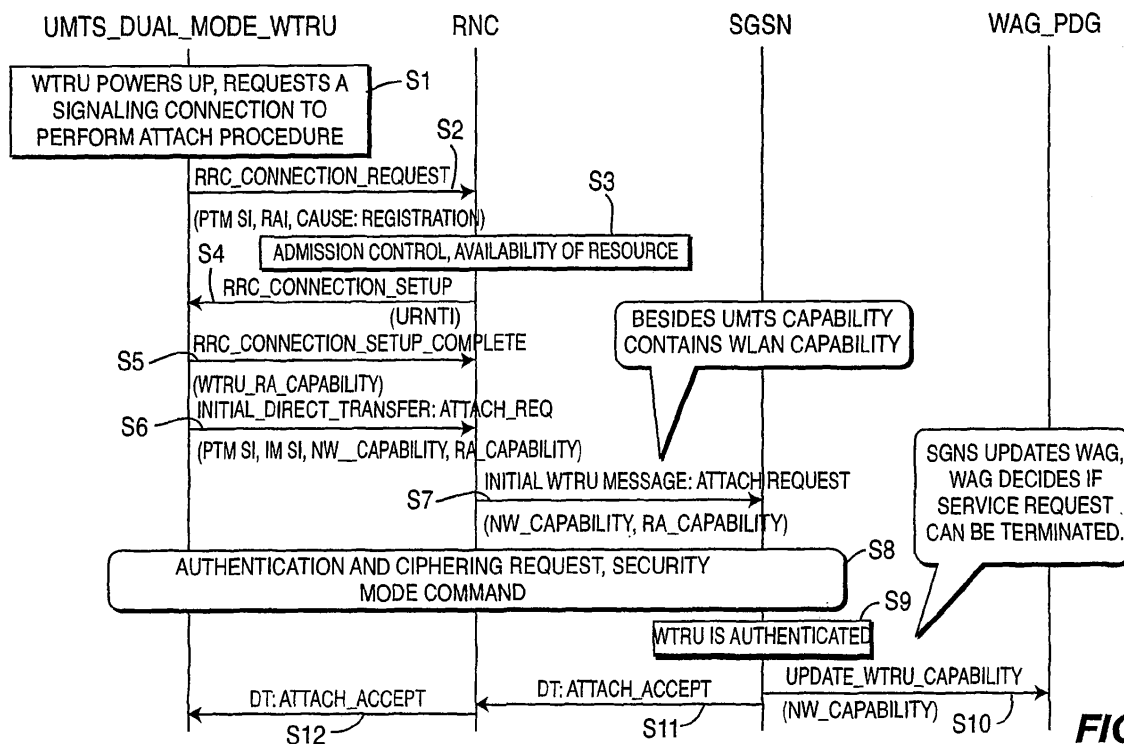 UMTS_DUAL_MODE_WTRU RNC SGSN WAG_PDG
WTRU POWERS UP, REQUESTS A
SIGNALING CONNECTION TO
PERFORM ATTACH PROCEDURE
S1
S2
RRC_CONNECTION_REQUEST
(PTM SI, RAI, CAUSE: REGISTRATION)
S3
ADMISSION CONTROL, AVAILABILITY OF RESOURCE
S4
RRC_CONNECTION_SETUP
(URNTI)
BESIDES UMTS CAPABILITY
CONTAINS WLAN CAPABILITY
RRC_CONNECTION_SETUP_COMPLETE
S5
(WTRU_RA_CAPABILITY)
INITIAL_DIRECT_TRANSFER: ATTACH_REQ
S6
(PTM SI, IM SI, NW__CAPABILITY, RA_CAPABILITY)
INITIAL WTRU MESSAGE: ATTACH REQUEST
S7
(NW_CAPABILITY, RA_CAPABILITY)
SGNS UPDATES WAG,
WAG DECIDES IF
SERVICE REQUEST
CAN BE TERMINATED.
S8
AUTHENTICATION AND CIPHERING REQUEST, SECURITY
MODE COMMAND
S9
WTRU IS AUTHENTICATED
UPDATE_WTRU_CAPABILITY
(NW_CAPABILITY)
S10
DT: ATTACH_ACCEPT
S11
DT: ATTACH_ACCEPT
S12
FIG